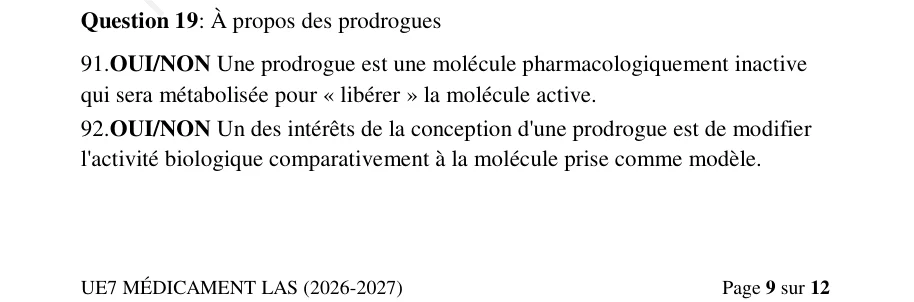 Question 19: À propos des prodrogues
91.OUI/NON Une prodrogue est une molécule pharmacologiquement inactive
qui sera métabolisée pour « libérer » la molécule active.
92.OUI/NON Un des intérêts de la conception d'une prodrogue est de modifier
l'activité biologique comparativement à la molécule prise comme modèle.
UE7 MÉDICAMENT LAS (2026-2027)
Page 9 sur 12